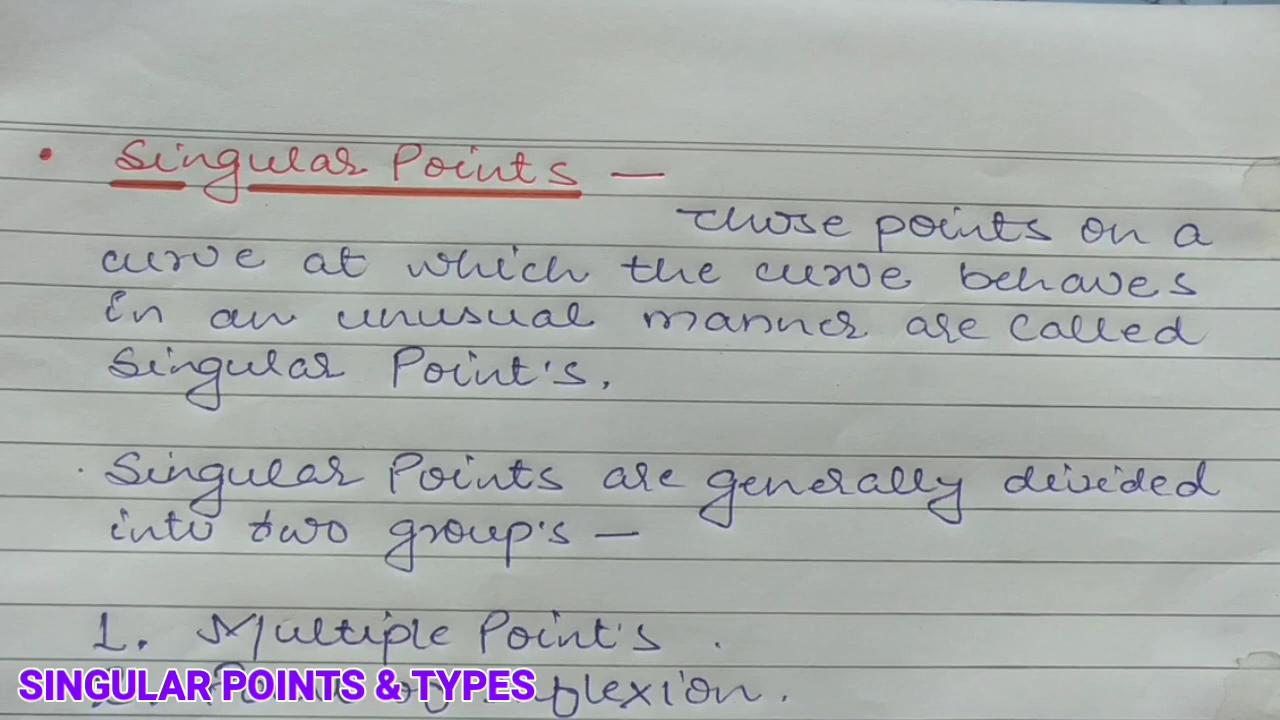 • Singular Points —
Those points on a
curve at which the curve behaves
in an unusual manner are called
Singular Point's.
· Singular Points are generally divided
into two group's —
1. Multiple Point's .
inflexion.
SINGULAR POINTS & TYPES